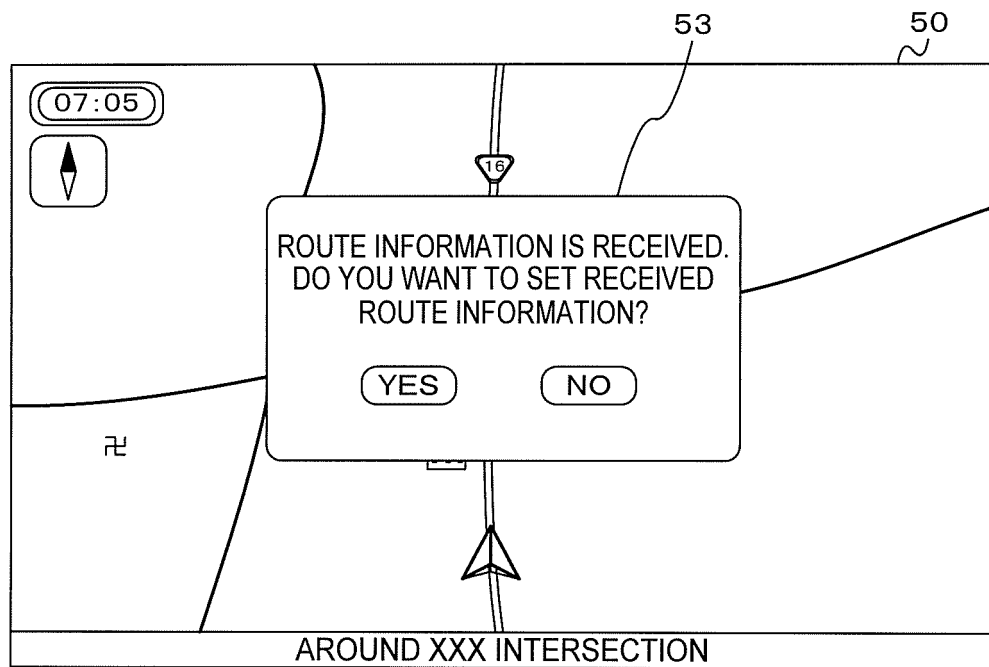 53
50
07:05
16
ROUTE INFORMATION IS RECEIVED.
DO YOU WANT TO SET RECEIVED
ROUTE INFORMATION?
YES NO
卍
AROUND XXX INTERSECTION